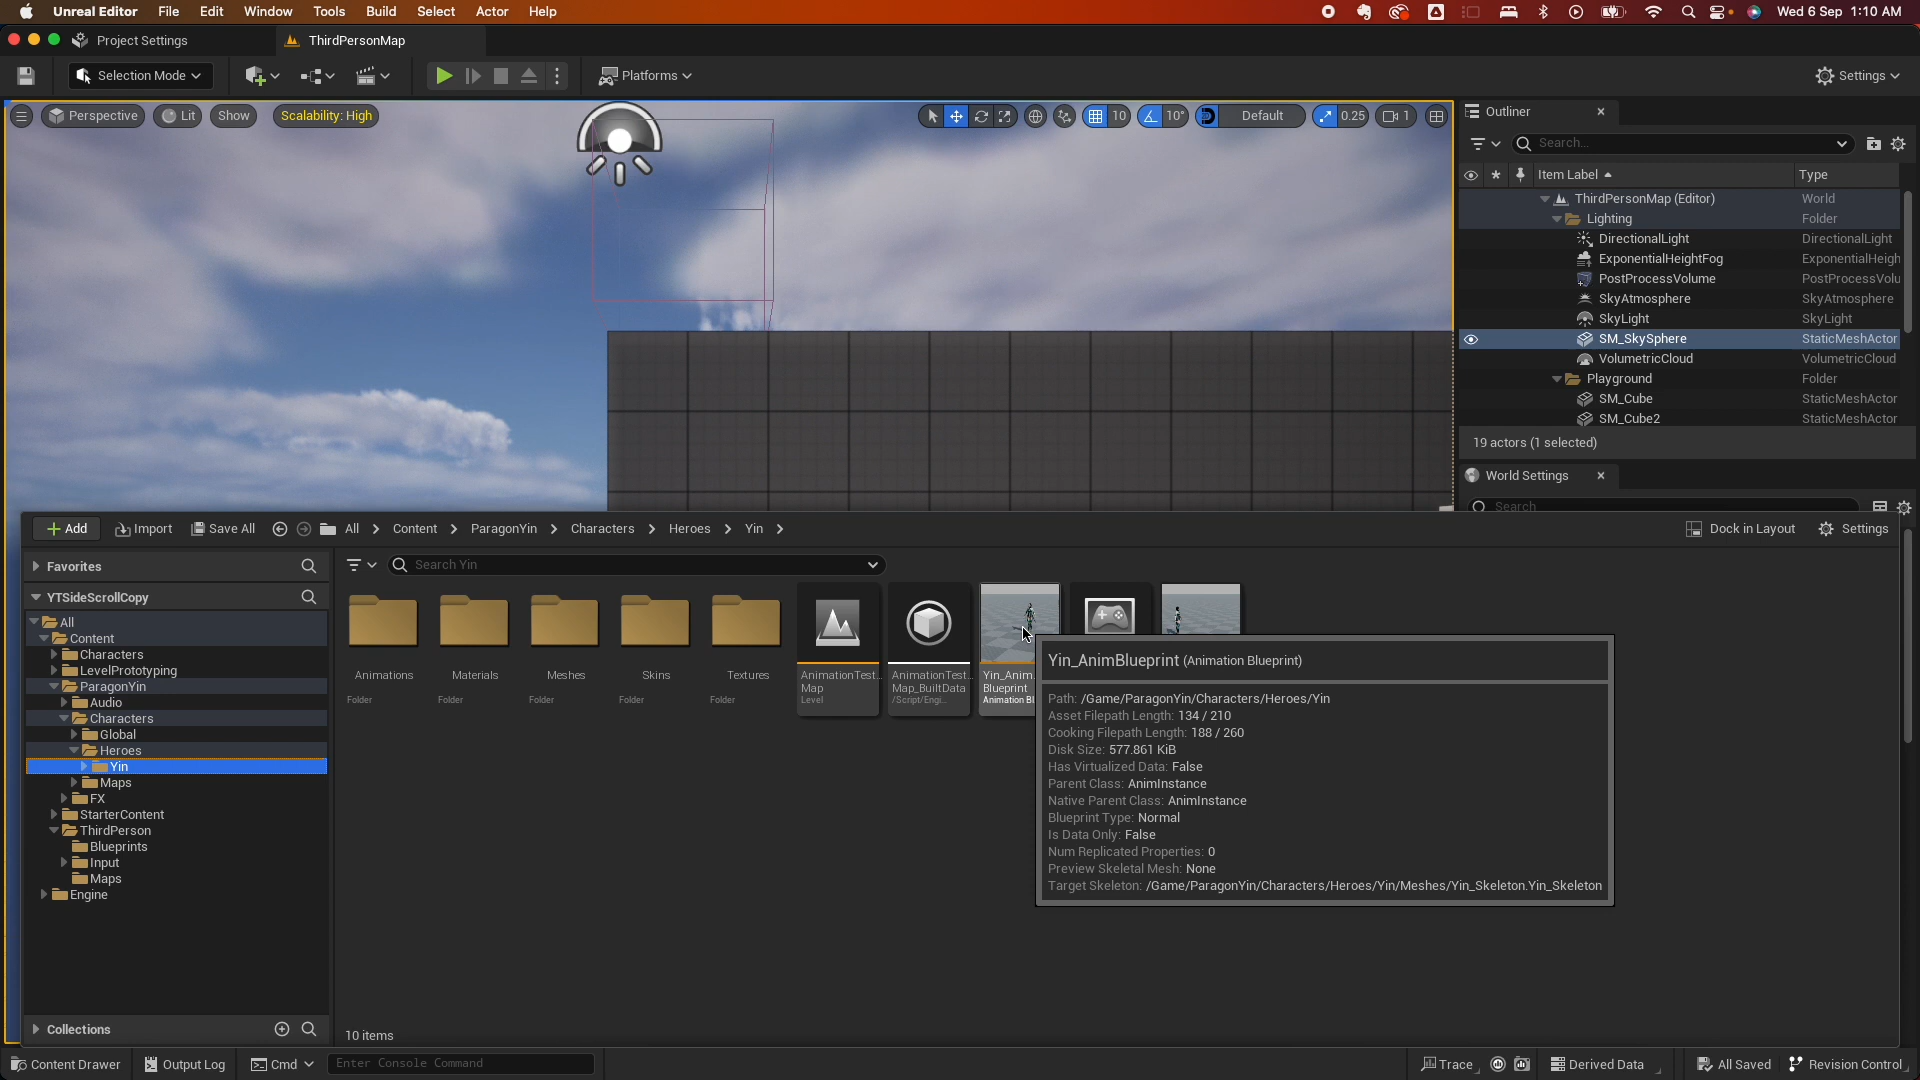 Unreal Editor File Edit Window Tools Build Select Actor Help Wed 6 Sep 1:10 AM
Project Settings ThirdPersonMap
Selection Mode Platforms Settings
Perspective Lit Show Scalability: High 10 10° Default 0.25 1
Outliner
Search...
Item Label Type
ThirdPersonMap (Editor) World
Lighting Folder
DirectionalLight DirectionalLight
ExponentialHeightFog ExponentialHeigh
PostProcessVolume PostProcessVolu
SkyAtmosphere SkyAtmosphere
SkyLight SkyLight
SM_SkySphere StaticMeshActor
VolumetricCloud VolumetricCloud
Playground Folder
SM_Cube StaticMeshActor
SM_Cube2 StaticMeshActor
19 actors (1 selected)
World Settings
Search
Add Import Save All All Content ParagonYin Characters Heroes Yin Dock in Layout Settings
Favorites
Search Yin
YTSideScrollCopy
All
Content
Characters
LevelPrototyping
ParagonYin
Audio
Characters
Global
Heroes
Yin
Maps
FX
StarterContent
ThirdPerson
Blueprints
Input
Maps
Engine
Collections
Animations Materials Meshes Skins Textures
Folder Folder Folder Folder Folder
AnimationTest...
Map
Level
AnimationTest...
Map_BuiltData
/Script/Engi...
Yin_Anim
Blueprint
Animation Bl
Yin_AnimBlueprint (Animation Blueprint)
Path: /Game/ParagonYin/Characters/Heroes/Yin
Asset Filepath Length: 134 / 210
Cooking Filepath Length: 188 / 260
Disk Size: 577.861 KiB
Has Virtualized Data: False
Parent Class: AnimInstance
Native Parent Class: AnimInstance
Blueprint Type: Normal
Is Data Only: False
Num Replicated Properties: 0
Preview Skeletal Mesh: None
Target Skeleton: /Game/ParagonYin/Characters/Heroes/Yin/Meshes/Yin_Skeleton.Yin_Skeleton
10 items
Content Drawer Output Log Cmd Enter Console Command Trace Derived Data All Saved Revision Control